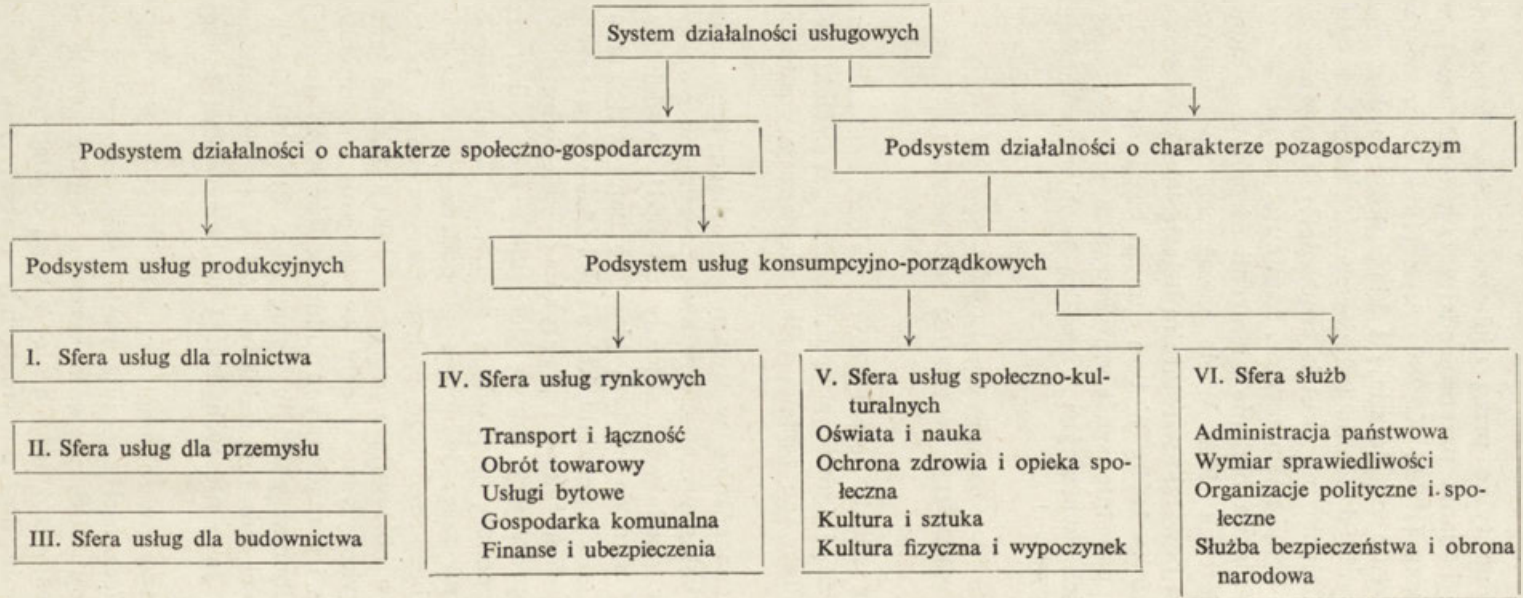 System działalności usługowych
Podsystem działalności o charakterze społeczno-gospodarczym
Podsystem działalności o charakterze pozagospodarczym
Podsystem usług produkcyjnych
Podsystem usług konsumpcyjno-porządkowych
I. Sfera usług dla rolnictwa
II. Sfera usług dla przemysłu
III. Sfera usług dla budownictwa
IV. Sfera usług rynkowych
Transport i łączność
Obrót towarowy
Usługi bytowe
Gospodarka komunalna
Finanse i ubezpieczenia
V. Sfera usług społeczno-kul-
turalnych
Oświata i nauka
Ochrona zdrowia i opieka spo-
łeczna
Kultura i sztuka
Kultura fizyczna i wypoczynek
VI. Sfera służb
Administracja państwowa
Wymiar sprawiedliwości
Organizacje polityczne i spo-
łeczne
Służba bezpieczeństwa i obrona
narodowa